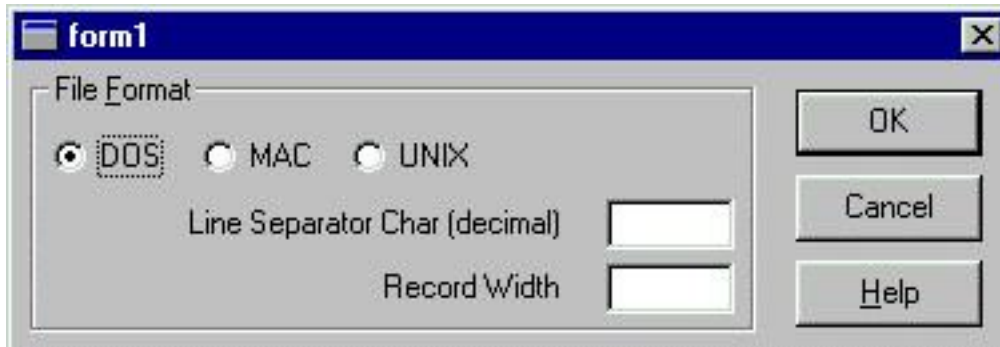 form1
File Format
DOS MAC UNIX
Line Separator Char (decimal)
Record Width
OK
Cancel
Help